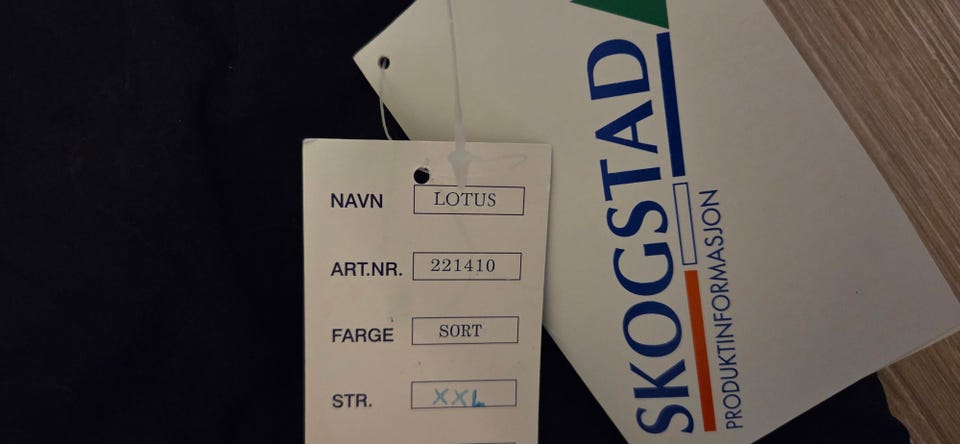 NAVN LOTUS
ART.NR. 221410
FARGE SORT
STR. XXL
SKOGSTAD
PRODUKTINFORMASJON